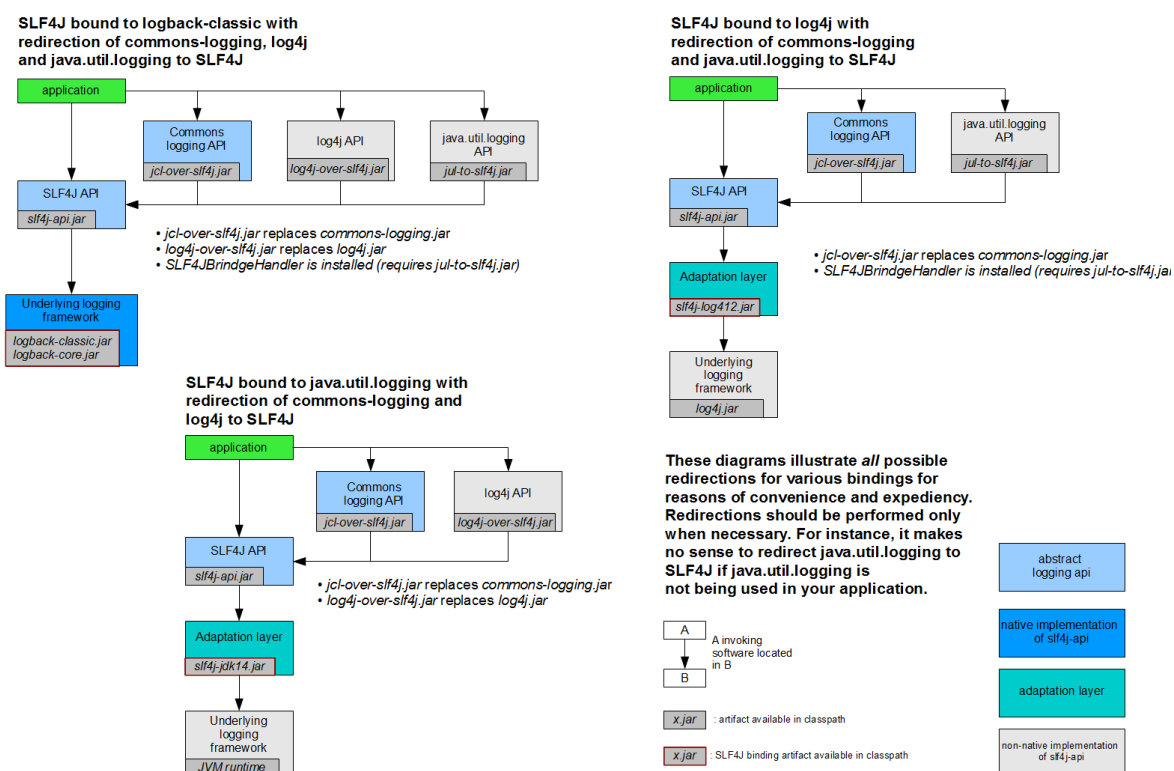 SLF4J bound to logback-classic with
redirection of commons-logging, log4j
and java.util.logging to SLF4J
application
Commons
logging API
jcl-over-slf4j.jar
log4j API
log4j-over-slf4j.jar
java.util.logging
API
jul-to-slf4j.jar
SLF4J API
slf4j-api.jar
• jcl-over-slf4j.jar replaces commons-logging.jar
• log4j-over-slf4j.jar replaces log4j.jar
• SLF4JBrindgeHandler is installed (requires jul-to-slf4j.jar)
Underlying logging
framework
logback-classic.jar
logback-core.jar
SLF4J bound to log4j with
redirection of commons-logging
and java.util.logging to SLF4J
application
Commons
logging API
jcl-over-slf4j.jar
java.util.logging
API
jul-to-slf4j.jar
SLF4J API
slf4j-api.jar
• jcl-over-slf4j.jar replaces commons-logging.jar
• SLF4JBrindgeHandler is installed (requires jul-to-slf4j.jar
Adaptation layer
slf4j-log412.jar
Underlying
logging
framework
log4j.jar
SLF4J bound to java.util.logging with
redirection of commons-logging and
log4j to SLF4J
application
Commons
logging API
jcl-over-slf4j.jar
log4j API
log4j-over-slf4j.jar
SLF4J API
slf4j-api.jar
• jcl-over-slf4j.jar replaces commons-logging.jar
• log4j-over-slf4j.jar replaces log4j.jar
Adaptation layer
slf4j-jdk14.jar
Underlying
logging
framework
JVM runtime
These diagrams illustrate all possible
redirections for various bindings for
reasons of convenience and expediency.
Redirections should be performed only
when necessary. For instance, it makes
no sense to redirect java.util.logging to
SLF4J if java.util.logging is
not being used in your application.
A
B
A invoking
software located
in B
x.jar : artifact available in classpath
x.jar : SLF4J binding artifact available in classpath
abstract
logging api
native implementation
of slf4j-api
adaptation layer
non-native implementation
of slf4j-api